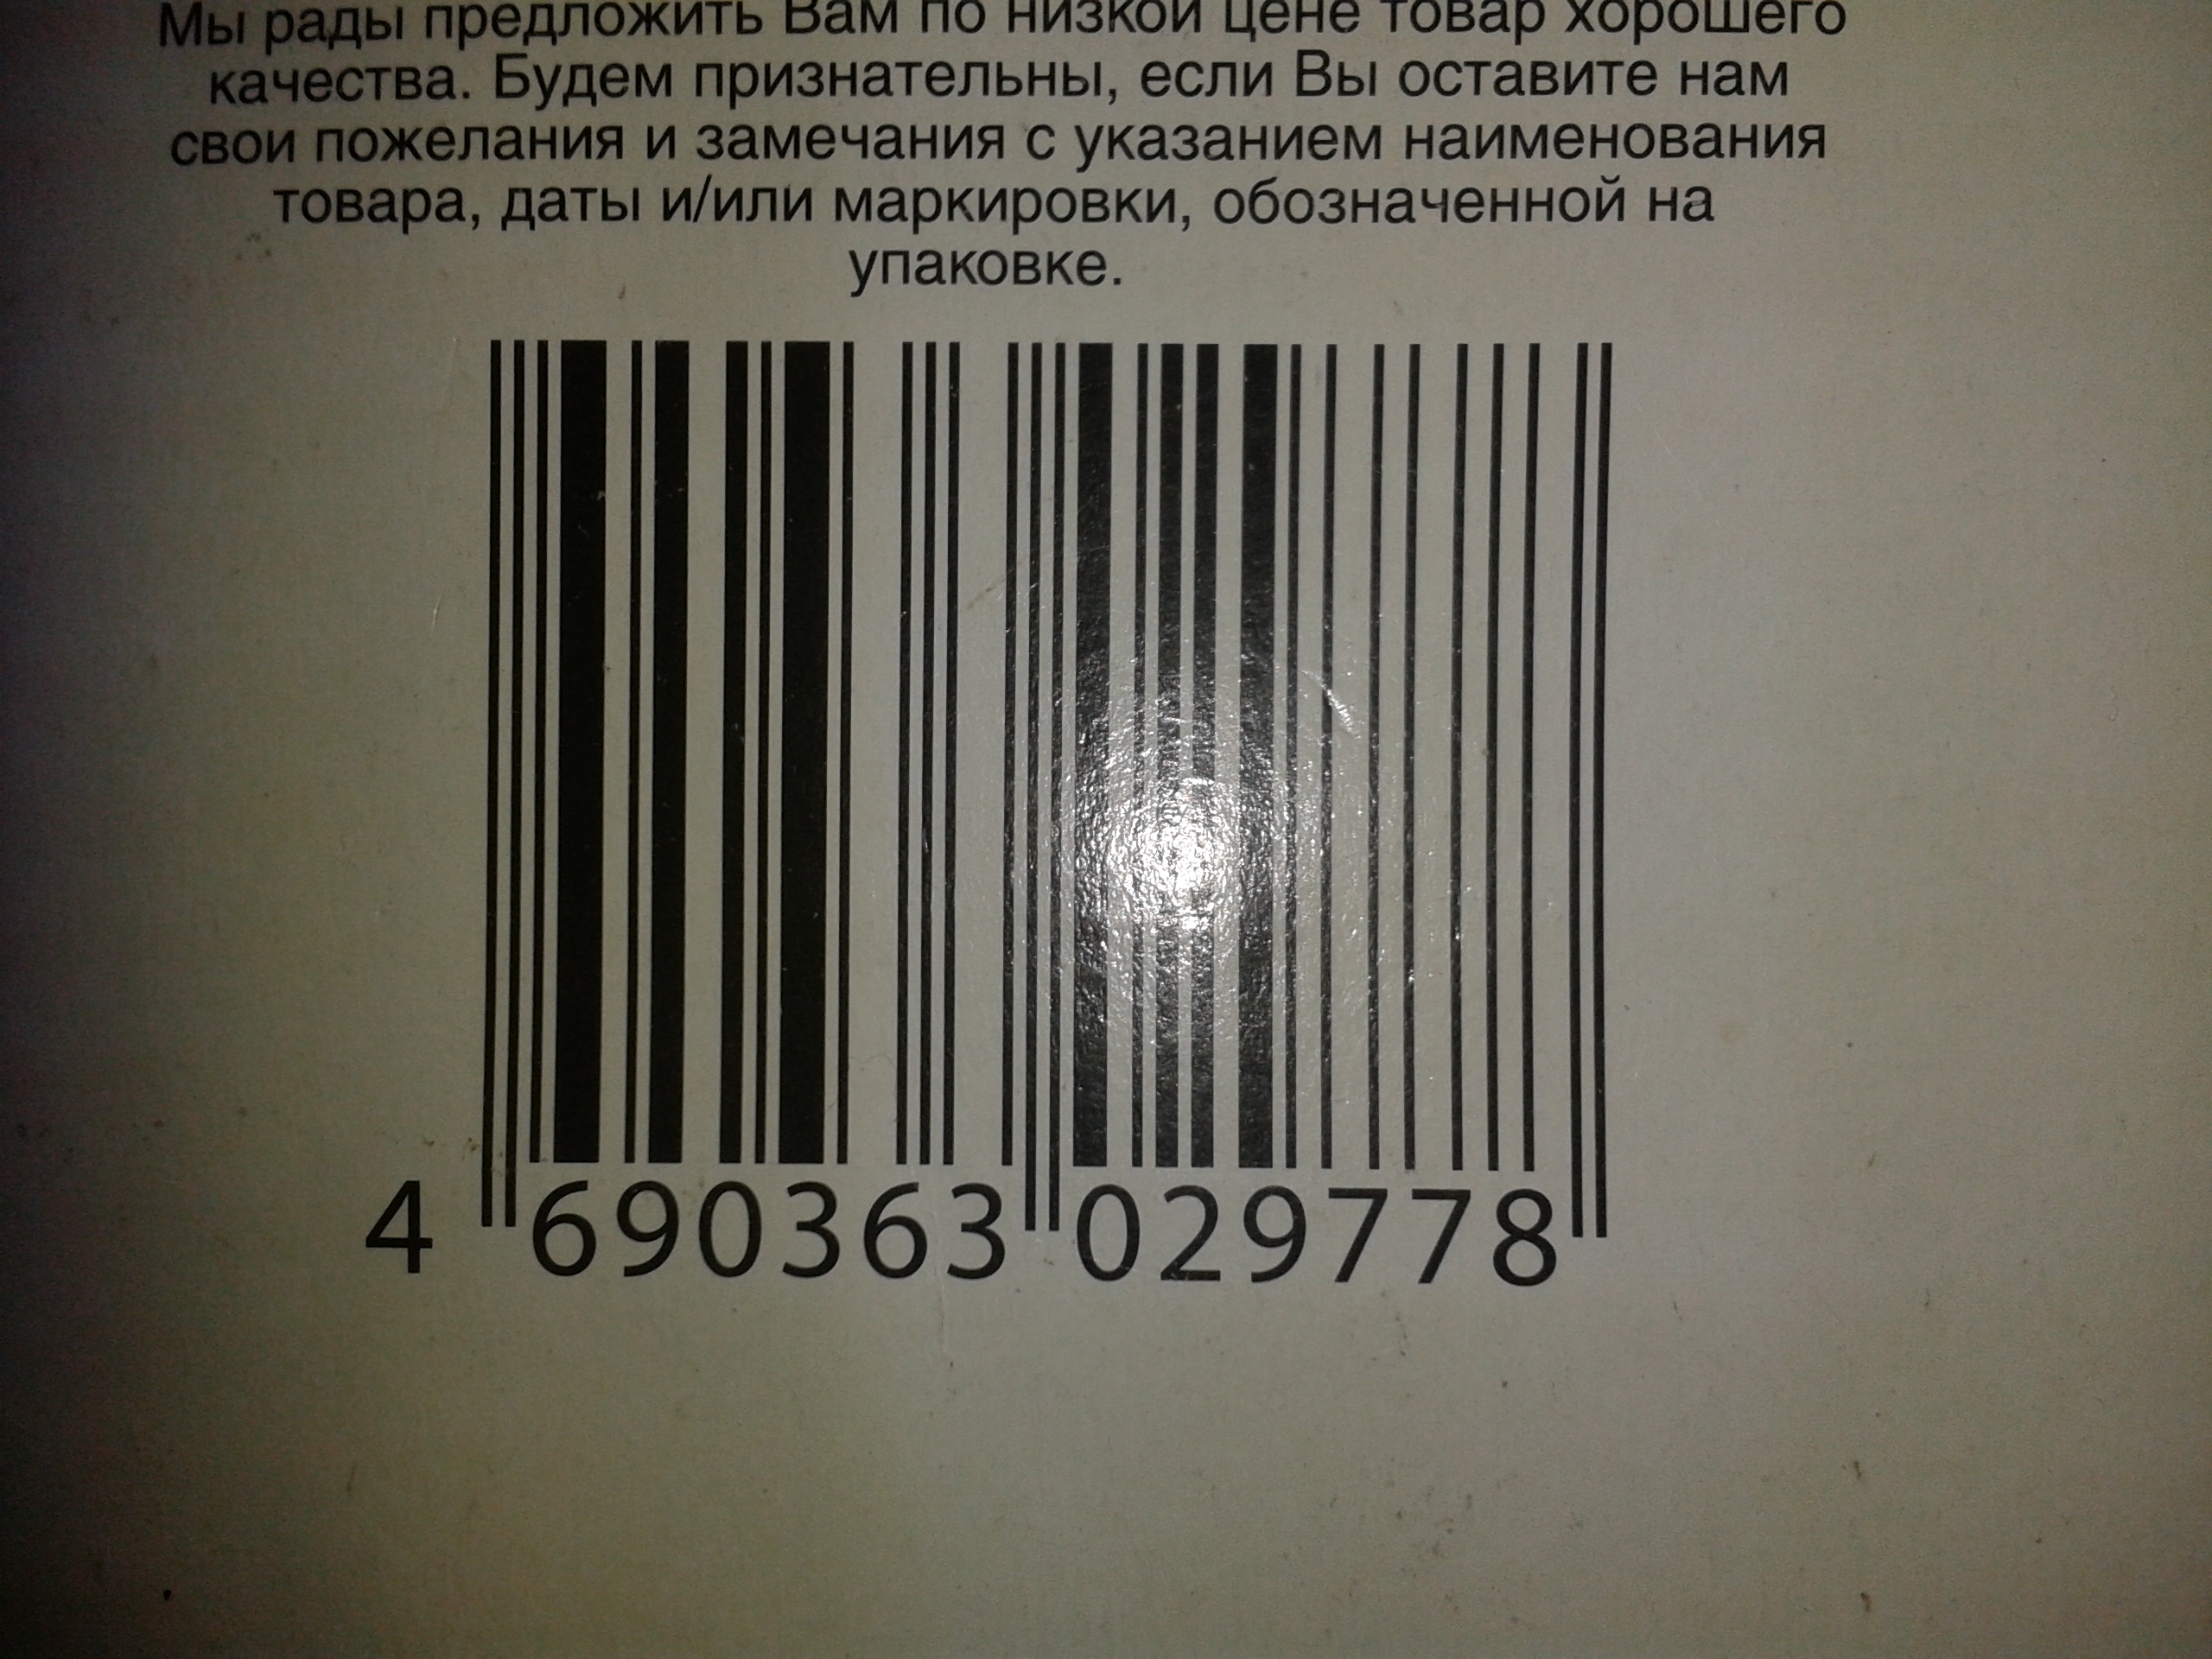 Мы рады предложить Вам по низкой цене товар хорошего
качества. Будем признательны, если Вы оставите нам
свои пожелания и замечания с указанием наименования
товара, даты и/или маркировки, обозначенной на
упаковке.
4 690363 029778